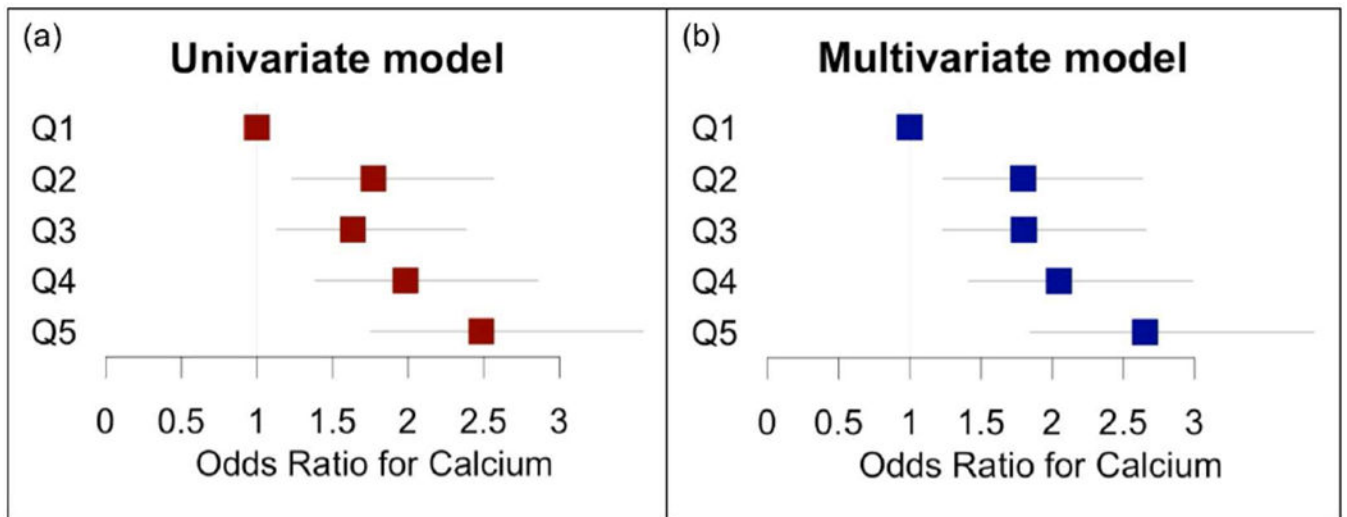 (a)
Univariate model
Q1
Q2
Q3
Q4
Q5
0 0.5 1 1.5 2 2.5 3
Odds Ratio for Calcium
(b)
Multivariate model
Q1
Q2
Q3
Q4
Q5
0 0.5 1 1.5 2 2.5 3
Odds Ratio for Calcium